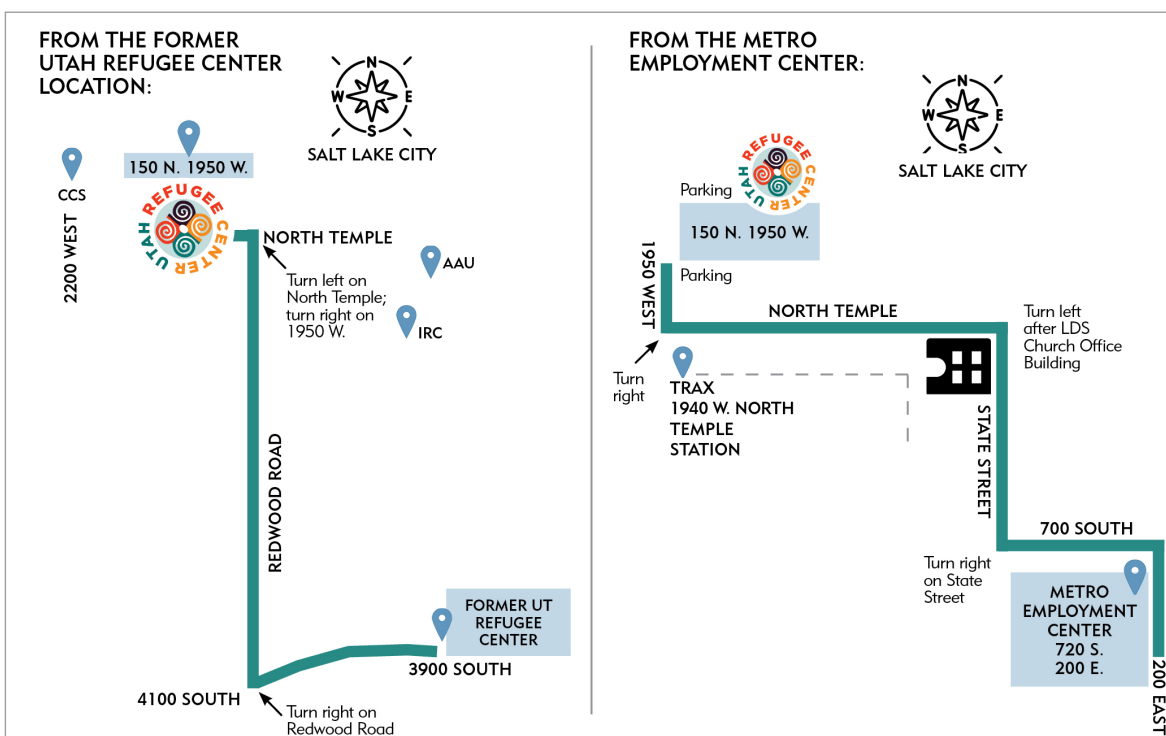 FROM THE FORMER
UTAH REFUGEE CENTER
LOCATION:
N
W
E
S
SALT LAKE CITY
CCS
2200 WEST
150 N. 1950 W.
UTAH REFUGEE CENTER
NORTH TEMPLE
Turn left on
North Temple;
turn right on
1950 W.
AAU
IRC
REDWOOD ROAD
FORMER UT
REFUGEE
CENTER
3900 SOUTH
4100 SOUTH
Turn right on
Redwood Road
FROM THE METRO
EMPLOYMENT CENTER:
N
W
E
S
SALT LAKE CITY
UTAH REFUGEE CENTER
Parking
150 N. 1950 W.
Parking
1950 WEST
NORTH TEMPLE
Turn left
after LDS
Church Office
Building
Turn
right
TRAX
1940 W. NORTH
TEMPLE
STATION
STATE STREET
700 SOUTH
Turn right
on State
Street
METRO
EMPLOYMENT
CENTER
720 S.
200 E.
200 EAST